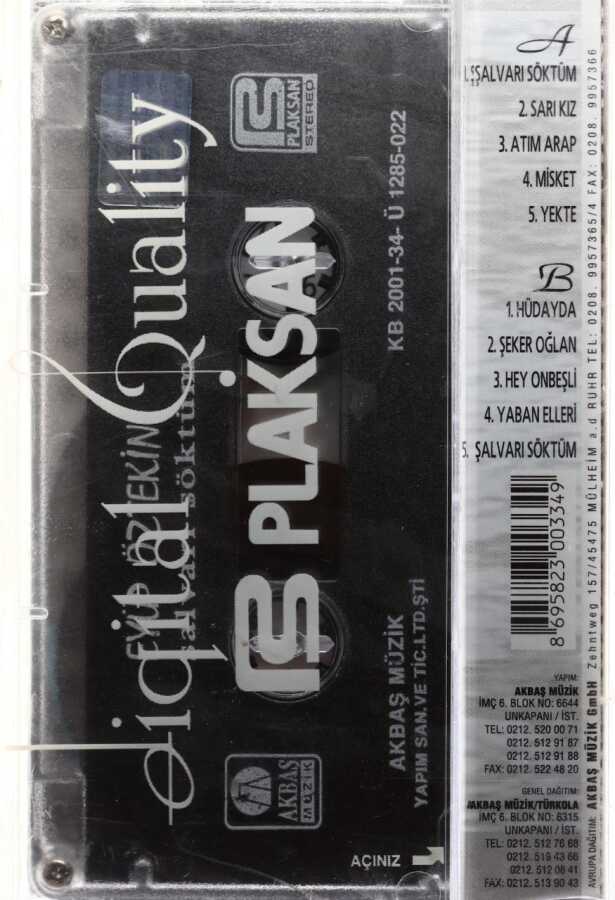 A
1. ŞALVARI SÖKTÜM
2. SARI KIZ
3. ATIM ARAP
4. MİSKET
5. YEKTE
B
1. HÜDAYDA
2. ŞEKER OĞLAN
3. HEY ONBEŞLİ
4. YABAN ELLERİ
5. ŞALVARI SÖKTÜM
8 695823 003349
YAPIM:
AKBAŞ MÜZİK
İMÇ 6. BLOK NO: 6644
UNKAPANI / İST.
TEL: 0212. 520 00 71
0212. 512 91 87
0212. 512 91 88
FAX: 0212. 522 48 20
GENEL DAĞITIM:
AKBAŞ MÜZİK/TÜRKOLA
İMÇ 6. BLOK NO: 6315
UNKAPANI / İST.
TEL: 0212. 512 76 68
0212. 519 43 66
0212. 512 08 41
FAX: 0212. 513 90 43
AVRUPA DAĞITIM: AKBAŞ MÜZİK GmbH Zehntweg 157/45475 MÜLHEIM a.d RUHR TEL: 0208. 9957365/4 FAX: 0208. 9957366
Digital Quality
EYÜP ÖZTEKİN
şalvarı söktüm
PLAKSAN
PLAKSAN
STEREO
AKBAŞ
MÜZİK
AKBAŞ MÜZİK
YAPIM SAN.VE TİC.LTD.ŞTİ
KB 2001-34- Ü 1285-022
AÇINIZ